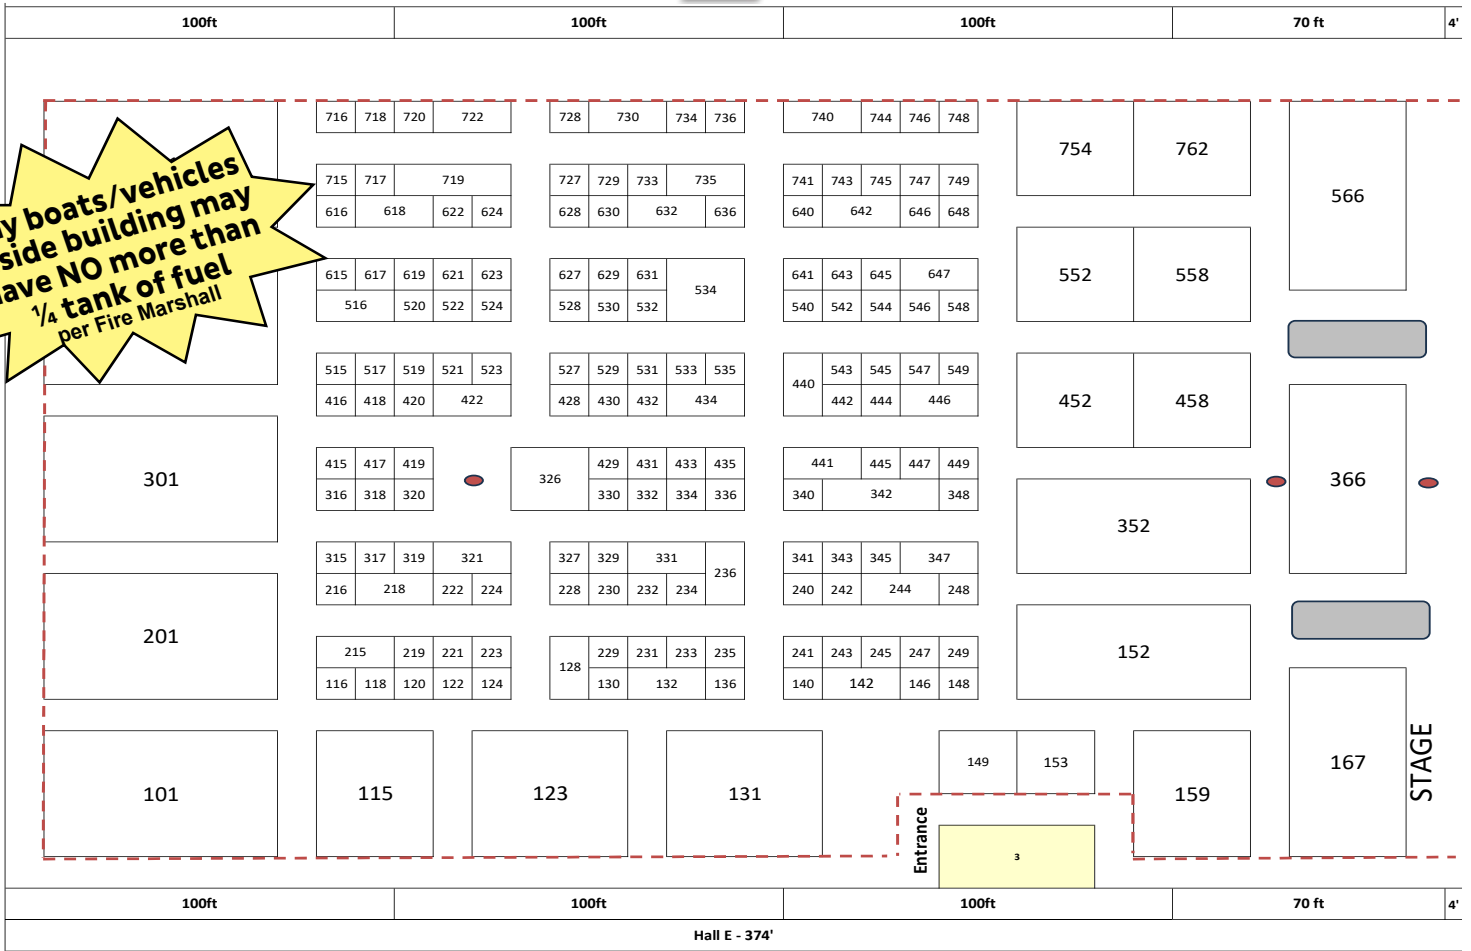 100ft 100ft 100ft 70 ft 4'
716 718 720 722 728 730 734 736 740 744 746 748
754 762
715 717 719 727 729 733 735 741 743 745 747 749
566
616 618 622 624 628 630 632 636 640 642 646 648
boats/vehicles
building may
NO more than
¼ tank of fuel
per Fire Marshall
615 617 619 621 623 627 629 631 534 641 643 645 647
552 558
516 520 522 524 528 530 532 540 542 544 546 548
515 517 519 521 523 527 529 531 533 535 440 543 545 547 549
416 418 420 422 428 430 432 434 442 444 446
452 458
415 417 419 429 431 433 435 441 445 447 449
301 326 366
316 318 320 330 332 334 336 340 342 348
352
315 317 319 321 327 329 331 236 341 343 345 347
216 218 222 224 228 230 232 234 240 242 244 248
201
215 219 221 223 128 229 231 233 235 241 243 245 247 249
152
116 118 120 122 124 130 132 136 140 142 146 148
149 153
167
STAGE
101 115 123 131 159
Entrance
3
100ft 100ft 100ft 70 ft 4'
Hall E - 374'